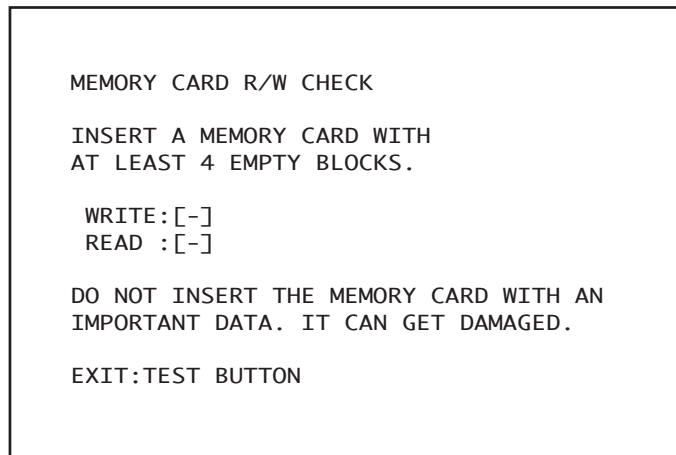 MEMORY CARD R/W CHECK
INSERT A MEMORY CARD WITH
AT LEAST 4 EMPTY BLOCKS.
WRITE:[-]
READ :[-]
DO NOT INSERT THE MEMORY CARD WITH AN
IMPORTANT DATA. IT CAN GET DAMAGED.
EXIT:TEST BUTTON